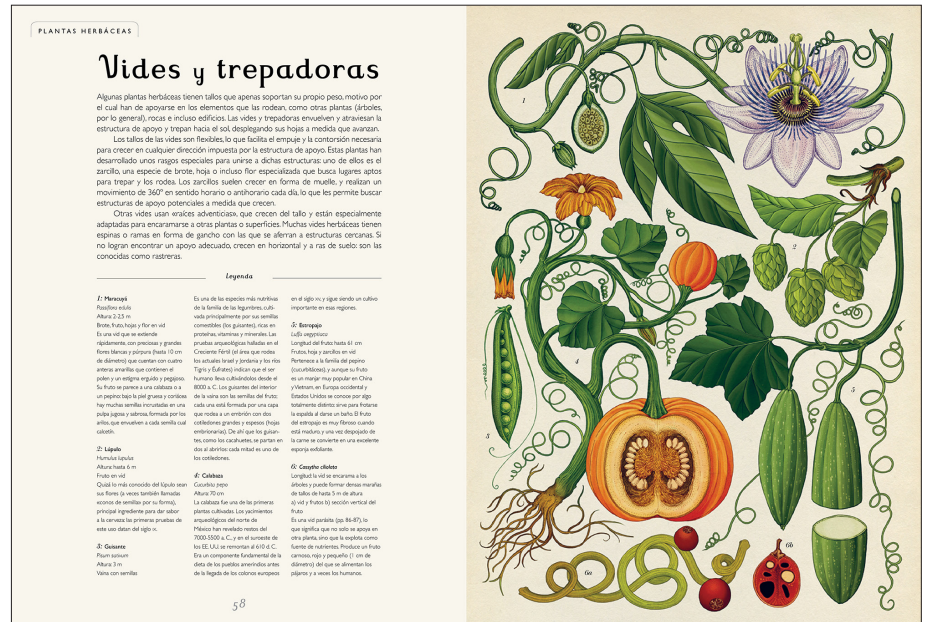 PLANTAS HERBÁCEAS
Vides y trepadoras
Algunas plantas herbáceas tienen tallos que apenas soportan su propio peso, motivo por
el cual han de apoyarse en los elementos que las rodean, como otras plantas (árboles,
por lo general), rocas e incluso edificios. Las vides y trepadoras envuelven y atraviesan la
estructura de apoyo y trepan hacia el sol, desplegando sus hojas a medida que avanzan.
Los tallos de las vides son flexibles, lo que facilita el empuje y la contorsión necesaria
para crecer en cualquier dirección impuesta por la estructura de apoyo. Estas plantas han
desarrollado unos rasgos especiales para unirse a dichas estructuras: uno de ellos es el
zarcillo, una especie de brote, hoja o incluso flor especializada que busca lugares aptos
para trepar y los rodea. Los zarcillos suelen crecer en forma de muelle, y realizan un
movimiento de 360º en sentido horario o antihorario cada día, lo que les permite buscar
estructuras de apoyo potenciales a medida que crecen.
Otras vides usan «raíces adventicias», que crecen del tallo y están especialmente
adaptadas para encaramarse a otras plantas o superficies. Muchas vides herbáceas tienen
espinas o ramas en forma de gancho con las que se aferran a estructuras cercanas. Si
no logran encontrar un apoyo adecuado, crecen en horizontal y a ras de suelo: son las
conocidas como rastreras.
leyenda
1: Maracuyá
Passiflora edulis
Altura: 2-2,5 m
Brote, fruto, hojas y flor en vid
Es una vid que se extiende
rápidamente, con preciosas y grandes
flores blancas y púrpura (hasta 10 cm
de diámetro) que cuentan con cuatro
anteras amarillas que contienen el
polen y un estigma erguido y pegajoso.
Su fruto se parece a una calabaza o a
un pepino: bajo la piel gruesa y coriácea
hay muchas semillas incrustadas en una
pulpa jugosa y sabrosa, formada por los
arilos, que envuelven a cada semilla cual
calcetín.
2: Lúpulo
Humulus lupulus
Altura: hasta 6 m
Fruto en vid
Quizá lo más conocido del lúpulo sean
sus flores (a veces también llamadas
«conos de semillas» por su forma),
principal ingrediente para dar sabor
a la cerveza: las primeras pruebas de
este uso datan del siglo IX.
3: Guisante
Pisum sativum
Altura: 3 m
Vaina con semillas
Es una de las especies más nutritivas
de la familia de las legumbres, culti-
vada principalmente por sus semillas
comestibles (los guisantes), ricas en
proteínas, vitaminas y minerales. Las
pruebas arqueológicas halladas en el
Creciente Fértil (el área que rodea
los actuales Israel y Jordania y los ríos
Tigris y Éufrates) indican que el ser
humano lleva cultivándolos desde el
8000 a. C. Los guisantes del interior
de la vaina son las semillas del fruto;
cada una está formada por una capa
que rodea a un embrión con dos
cotiledones grandes y espesos (hojas
embrionarias). De ahí que los guisan-
tes, como los cacahuetes, se partan en
dos al abrirlos: cada mitad es uno de
los cotiledones.
4: Calabaza
Cucurbita pepo
Altura: 70 cm
La calabaza fue una de las primeras
plantas cultivadas. Los yacimientos
arqueológicos del norte de
México han revelado restos del
7000-5500 a. C., y en el suroeste de
los EE. UU. se remontan al 610 d. C.
Era un componente fundamental de la
dieta de los pueblos amerindios antes
de la llegada de los colonos europeos
en el siglo XV, y sigue siendo un cultivo
importante en esas regiones.
5: Estropajo
Luffa aegyptiaca
Longitud del fruto: hasta 61 cm
Frutos, hoja y zarcillos en vid
Pertenece a la familia del pepino
(cucurbitáceas), y aunque su fruto
es un manjar muy popular en China
y Vietnam, en Europa occidental y
Estados Unidos se conoce por algo
totalmente distinto: sirve para frotarse
la espalda al darse un baño. El fruto
del estropajo es muy fibroso cuando
está maduro, y una vez despojado de
la carne se convierte en una excelente
esponja exfoliante.
6: Cassytha ciliolata
Longitud: la vid se encarama a los
árboles y puede formar densas marañas
de tallos de hasta 5 m de altura
a) vid y frutos b) sección vertical del
fruto
Es una vid parásita (pp. 86-87), lo
que significa que no solo se apoya en
otra planta, sino que la explota como
fuente de nutrientes. Produce un fruto
carnoso, rojo y pequeño (1 cm de
diámetro) del que se alimentan los
pájaros y a veces los humanos.
58
1
2
3
4
5
6a
6b